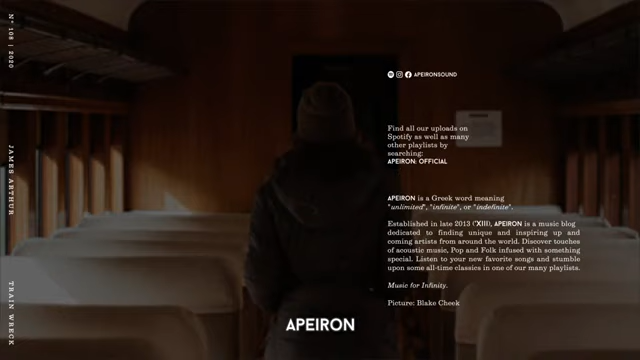 Nº 108 | 2020
JAMES ARTHUR
TRAIN WRECK
APEIRONSOUND
Find all our uploads on
Spotify as well as many
other playlists by
searching:
APEIRON: OFFICIAL
APEIRON is a Greek word meaning
"unlimited", "infinite", or "indefinite".
Established in late 2013 ('XIII), APEIRON is a music blog
dedicated to finding unique and inspiring up and
coming artists from around the world. Discover touches
of acoustic music, Pop and Folk infused with something
special. Listen to your new favorite songs and stumble
upon some all-time classics in one of our many playlists.
Music for Infinity.
Picture: Blake Cheek
APEIRON